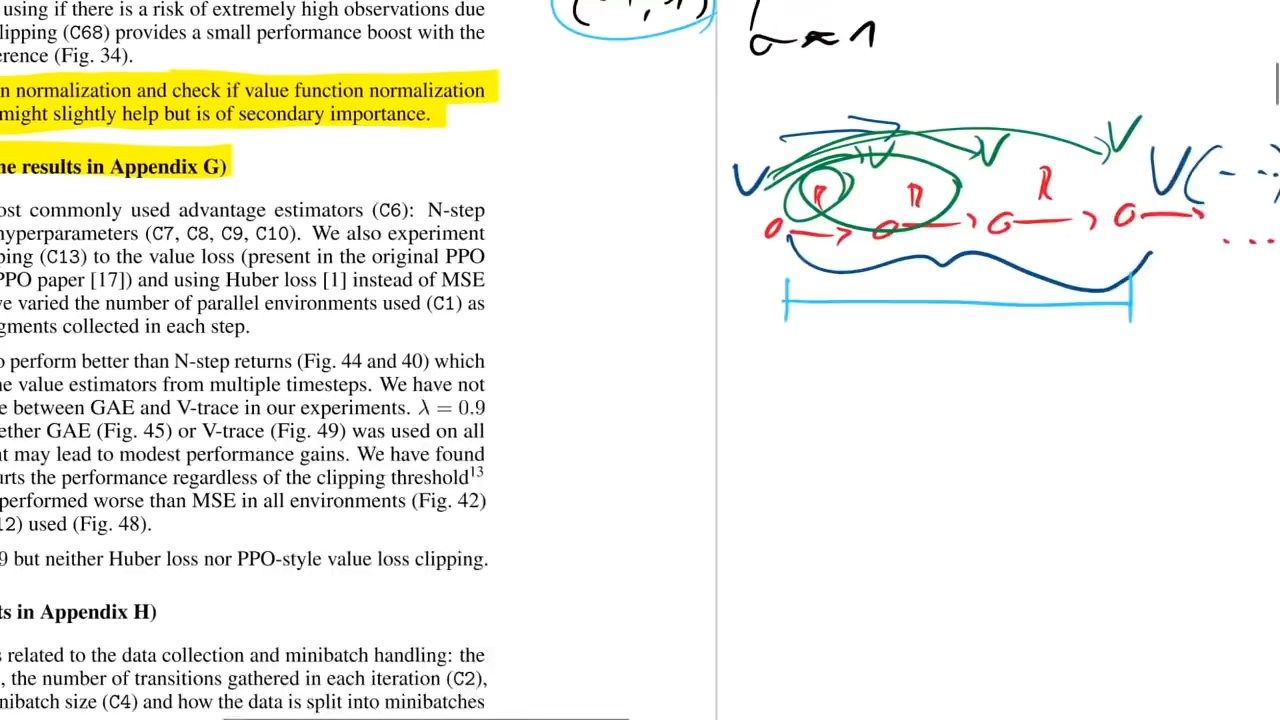 using if there is a risk of extremely high observations due
lipping (C68) provides a small performance boost with the
erence (Fig. 34).
n normalization and check if value function normalization
might slightly help but is of secondary importance.
ne results in Appendix G)
ost commonly used advantage estimators (C6): N-step
hyperparameters (C7, C8, C9, C10). We also experiment
ping (C13) to the value loss (present in the original PPO
PPO paper [17]) and using Huber loss [1] instead of MSE
ve varied the number of parallel environments used (C1) as
gments collected in each step.
o perform better than N-step returns (Fig. 44 and 40) which
ne value estimators from multiple timesteps. We have not
e between GAE and V-trace in our experiments. λ = 0.9
ether GAE (Fig. 45) or V-trace (Fig. 49) was used on all
nt may lead to modest performance gains. We have found
urts the performance regardless of the clipping threshold¹³
performed worse than MSE in all environments (Fig. 42)
12) used (Fig. 48).
9 but neither Huber loss nor PPO-style value loss clipping.
ts in Appendix H)
s related to the data collection and minibatch handling: the
, the number of transitions gathered in each iteration (C2),
inibatch size (C4) and how the data is split into minibatches
σ ≈ 1
V V V V V(- -
R R R
....